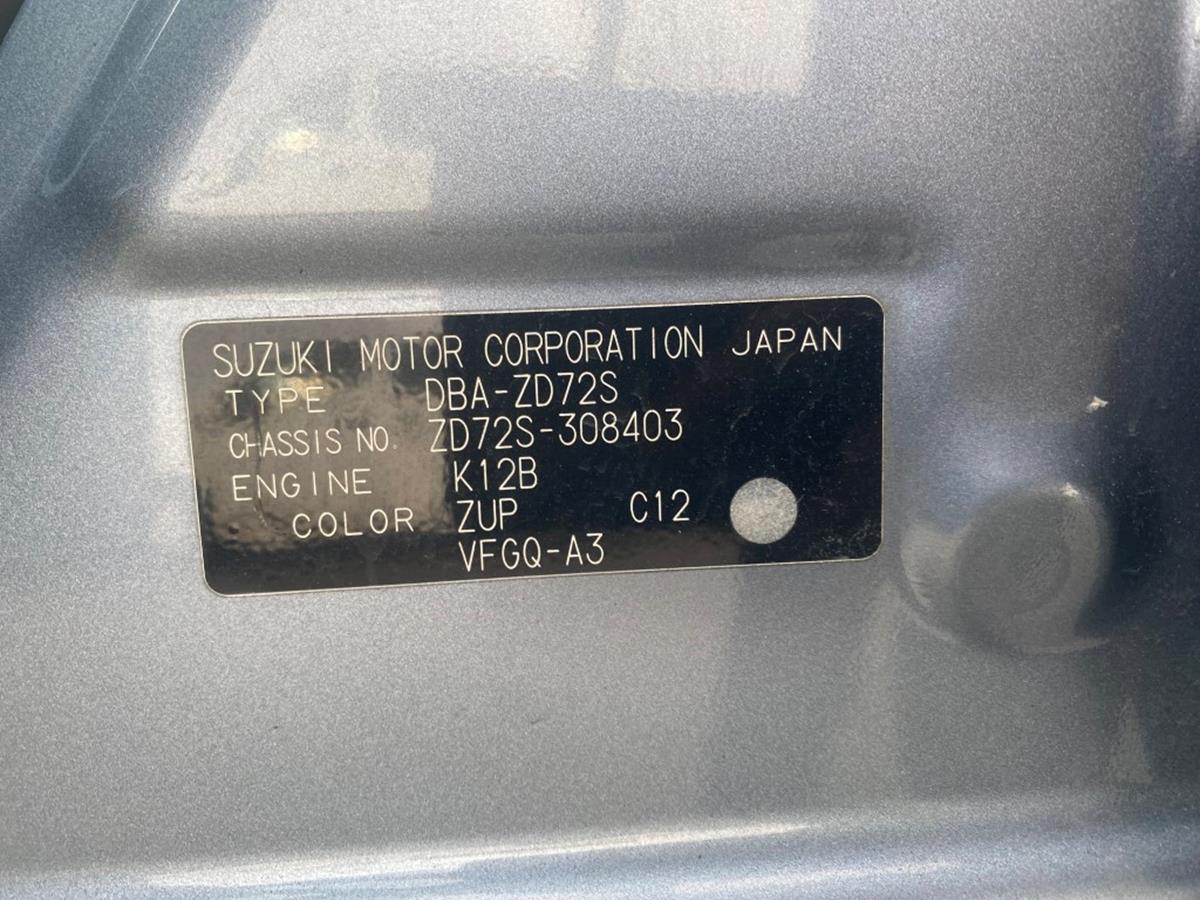 SUZUKI MOTOR CORPORATION JAPAN
TYPE DBA-ZD72S
CHASSIS NO. ZD72S-308403
ENGINE K12B
COLOR ZUP C12
VFGQ-A3